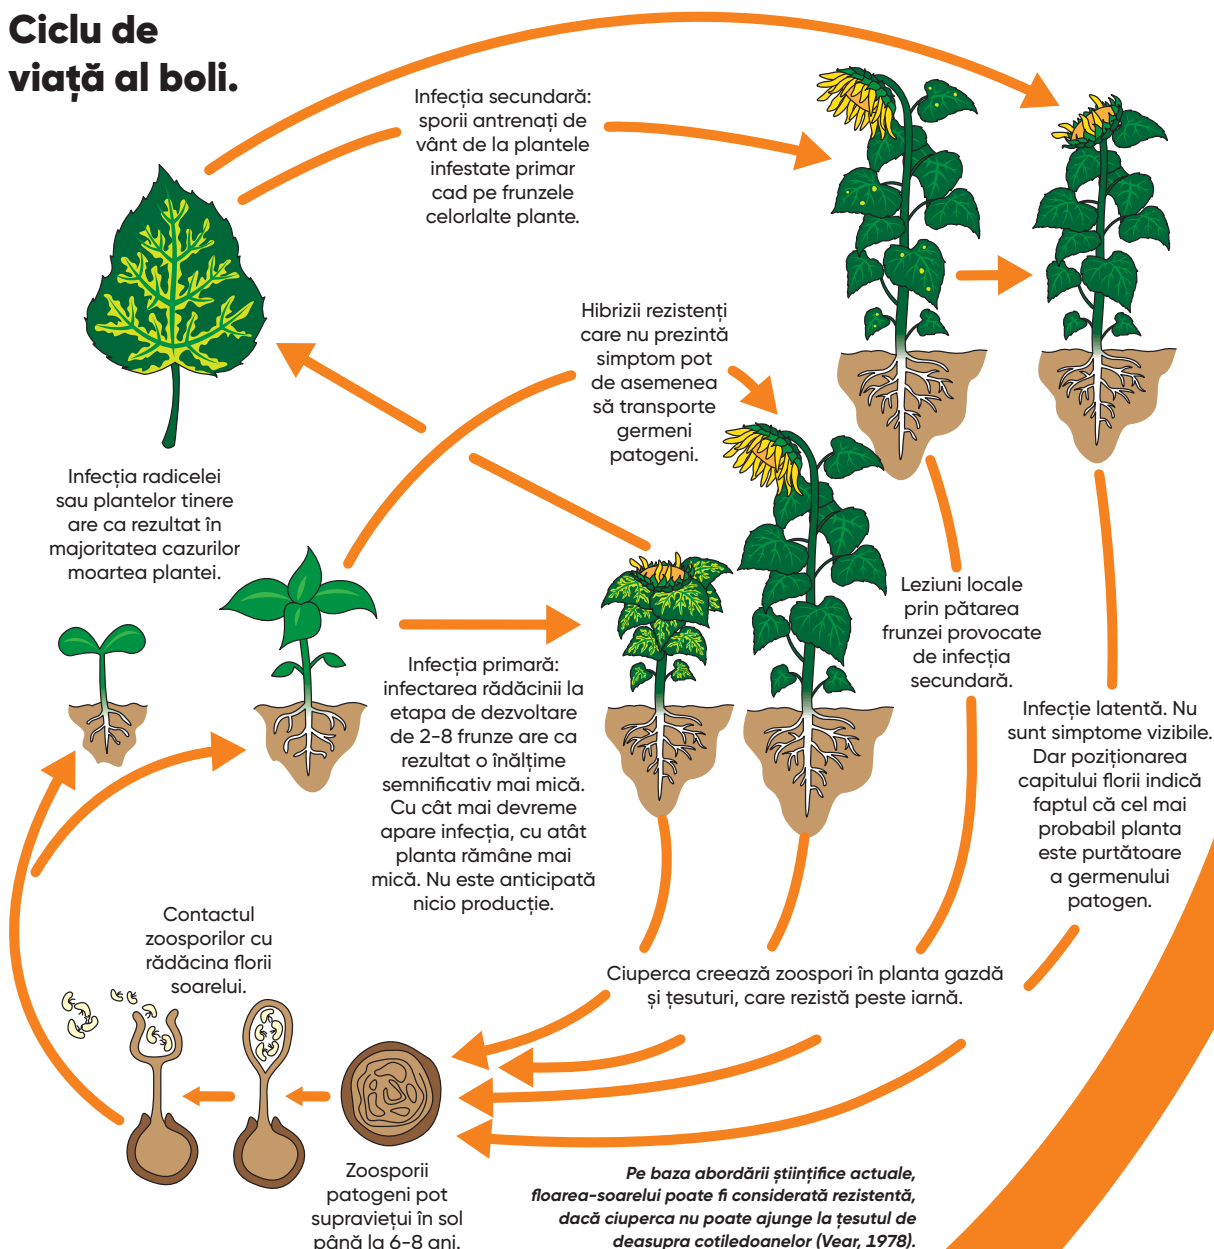 Ciclu de
viață al boli.
Infecția secundară:
sporii antrenați de
vânt de la plantele
infestate primar
cad pe frunzele
celorlalte plante.
Hibrizii rezistenți
care nu prezintă
simptom pot
de asemenea
să transporte
germeni
patogeni.
Infecția radicelei
sau plantelor tinere
are ca rezultat în
majoritatea cazurilor
moartea plantei.
Infecția primară:
infectarea rădăcinii la
etapa de dezvoltare
de 2-8 frunze are ca
rezultat o înălțime
semnificativ mai mică.
Cu cât mai devreme
apare infecția, cu atât
planta rămâne mai
mică. Nu este anticipată
nicio producție.
Leziuni locale
prin pătarea
frunzei provocate
de infecția
secundară.
Infecție latentă. Nu
sunt simptome vizibile.
Dar poziționarea
capitului florii indică
faptul că cel mai
probabil planta
este purtătoare
a germenului
patogen.
Contactul
zoosporilor cu
rădăcina florii
soarelui.
Ciuperca creează zoospori în planta gazdă
și țesuturi, care rezistă peste iarnă.
Zoosporii
patogeni pot
supraviețui în sol
până la 6-8 ani.
Pe baza abordării științifice actuale,
floarea-soarelui poate fi considerată rezistentă,
dacă ciuperca nu poate ajunge la țesutul de
deasupra cotiledoanelor (Vear, 1978).